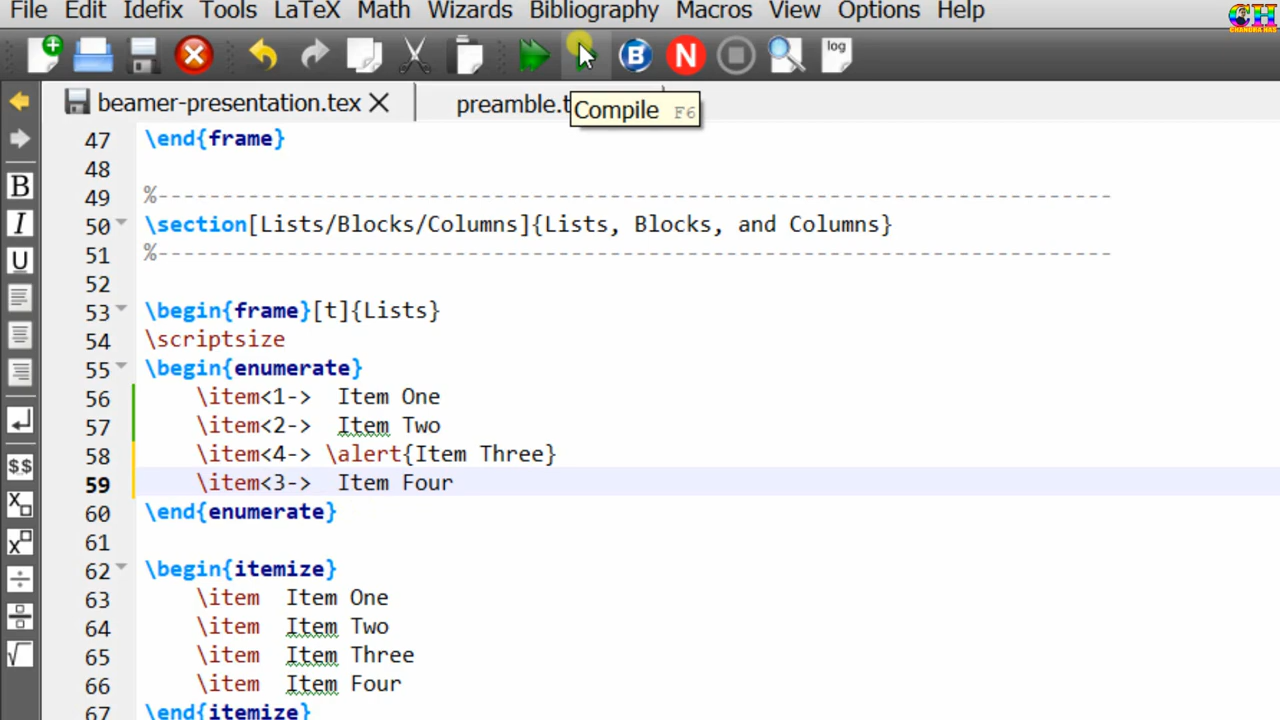 File Edit Idefix Tools LaTeX Math Wizards Bibliography Macros View Options Help
CH
CHANDRA HAS
B N log
beamer-presentation.tex preamble.t
Compile F6
47 \end{frame}
48
49 %--------------------------------------------------------------------------
50 \section[Lists/Blocks/Columns]{Lists, Blocks, and Columns}
51 %--------------------------------------------------------------------------
52
53 \begin{frame}[t]{Lists}
54 \scriptsize
55 \begin{enumerate}
56 \item<1-> Item One
57 \item<2-> Item Two
58 \item<4-> \alert{Item Three}
59 \item<3-> Item Four
60 \end{enumerate}
61
62 \begin{itemize}
63 \item Item One
64 \item Item Two
65 \item Item Three
66 \item Item Four
67 \end{itemize}
B
I
U
$$
X
X